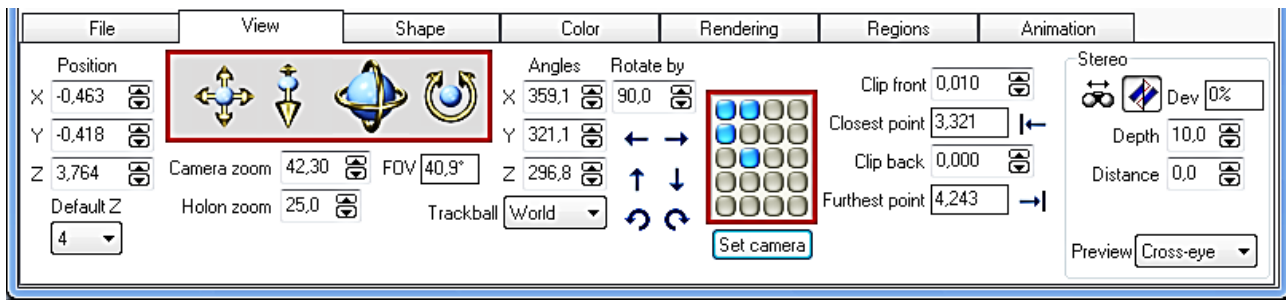 File View Shape Color Rendering Regions Animation
Position Angles Rotate by Stereo
X -0,463 X 359,1 90,0 Clip front 0,010 Dev 0%
Y -0,418 Y 321,1 Closest point 3,321 Depth 10,0
Z 3,764 Camera zoom 42,30 FOV 40,9° Z 296,8 Clip back 0,000 Distance 0,0
Default Z Holon zoom 25,0 Trackball World Furthest point 4,243
4 Set camera Preview Cross-eye